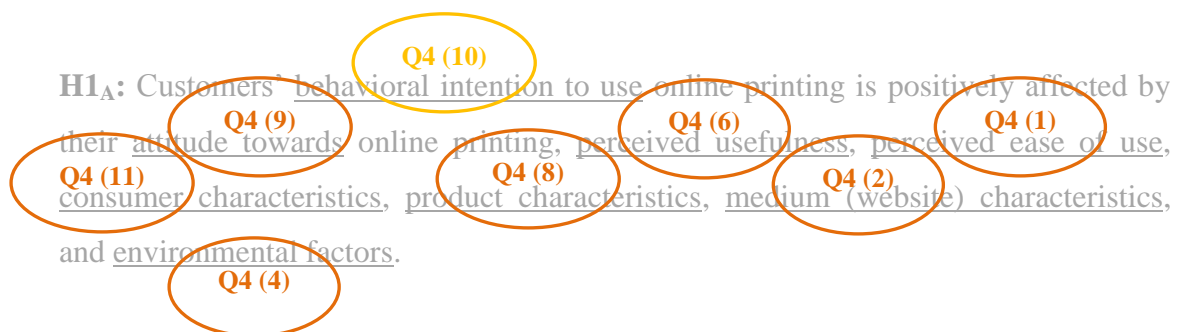 Q4 (10)
H1A: Customers’ behavioral intention to use online printing is positively affected by
Q4 (9) Q4 (6) Q4 (1)
their attitude towards online printing, perceived usefulness, perceived ease of use,
Q4 (11) Q4 (8) Q4 (2)
consumer characteristics, product characteristics, medium (website) characteristics,
and environmental factors.
Q4 (4)